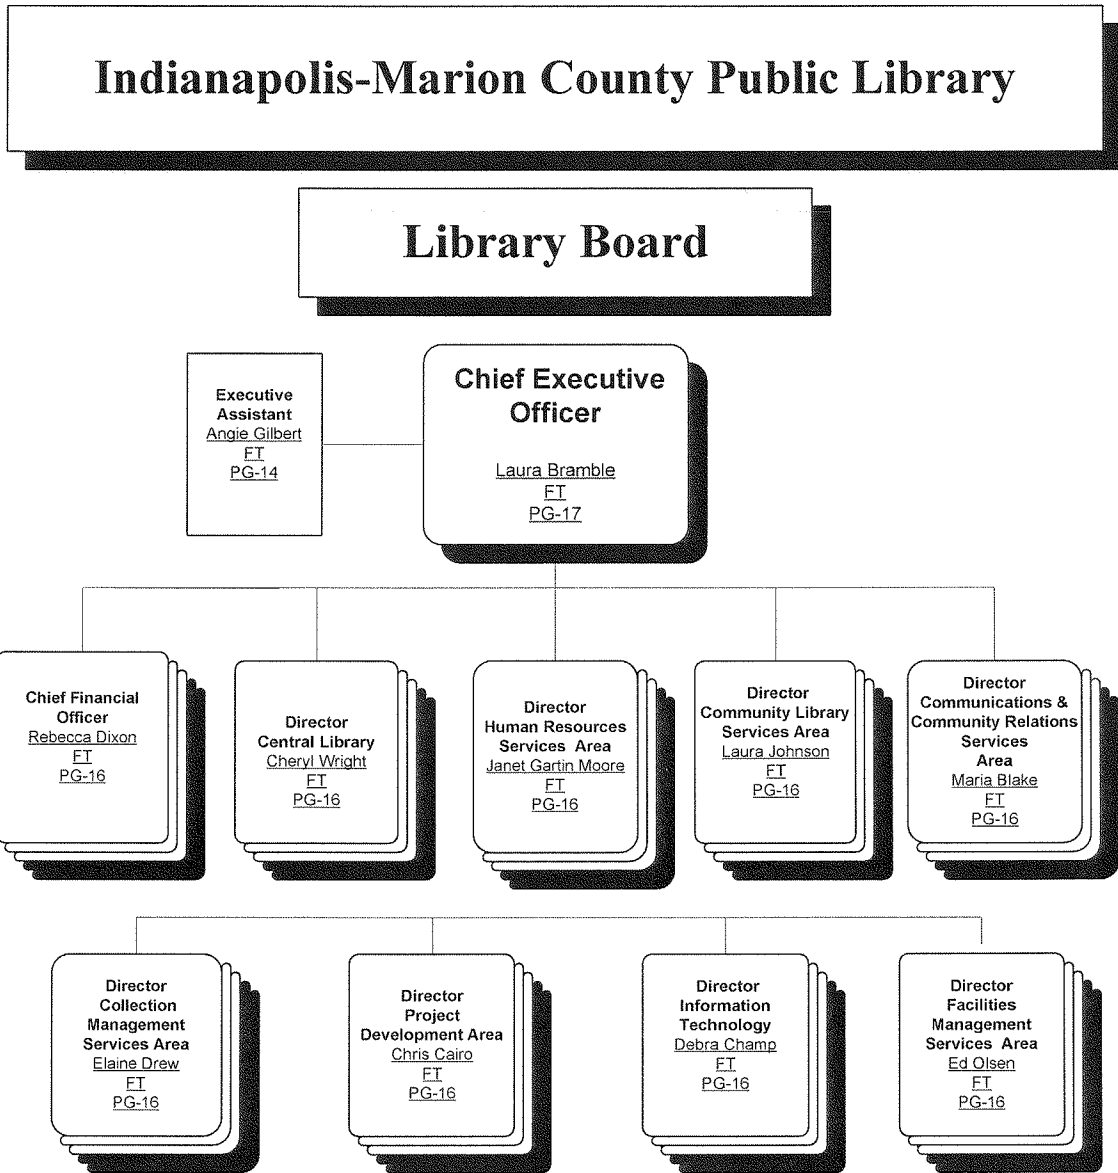 Indianapolis-Marion County Public Library
Library Board
Executive
Assistant
Angie Gilbert
FT
PG-14
Chief Executive
Officer
Laura Bramble
FT
PG-17
Chief Financial
Officer
Rebecca Dixon
FT
PG-16
Director
Central Library
Cheryl Wright
FT
PG-16
Director
Human Resources
Services Area
Janet Gartin Moore
FT
PG-16
Director
Community Library
Services Area
Laura Johnson
FT
PG-16
Director
Communications &
Community Relations
Services
Area
Maria Blake
FT
PG-16
Director
Collection
Management
Services Area
Elaine Drew
FT
PG-16
Director
Project
Development Area
Chris Cairo
FT
PG-16
Director
Information
Technology
Debra Champ
FT
PG-16
Director
Facilities
Management
Services Area
Ed Olsen
FT
PG-16